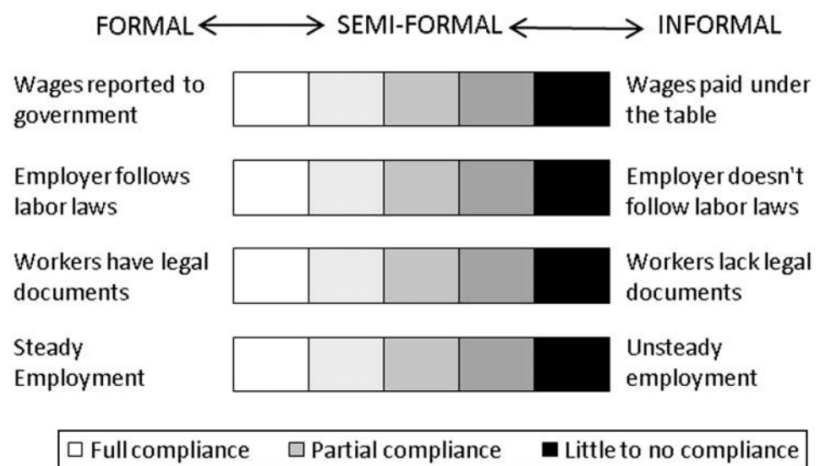 FORMAL SEMI-FORMAL INFORMAL
Wages reported to
government
Wages paid under
the table
Employer follows
labor laws
Employer doesn't
follow labor laws
Workers have legal
documents
Workers lack legal
documents
Steady
Employment
Unsteady
employment
Full compliance Partial compliance Little to no compliance